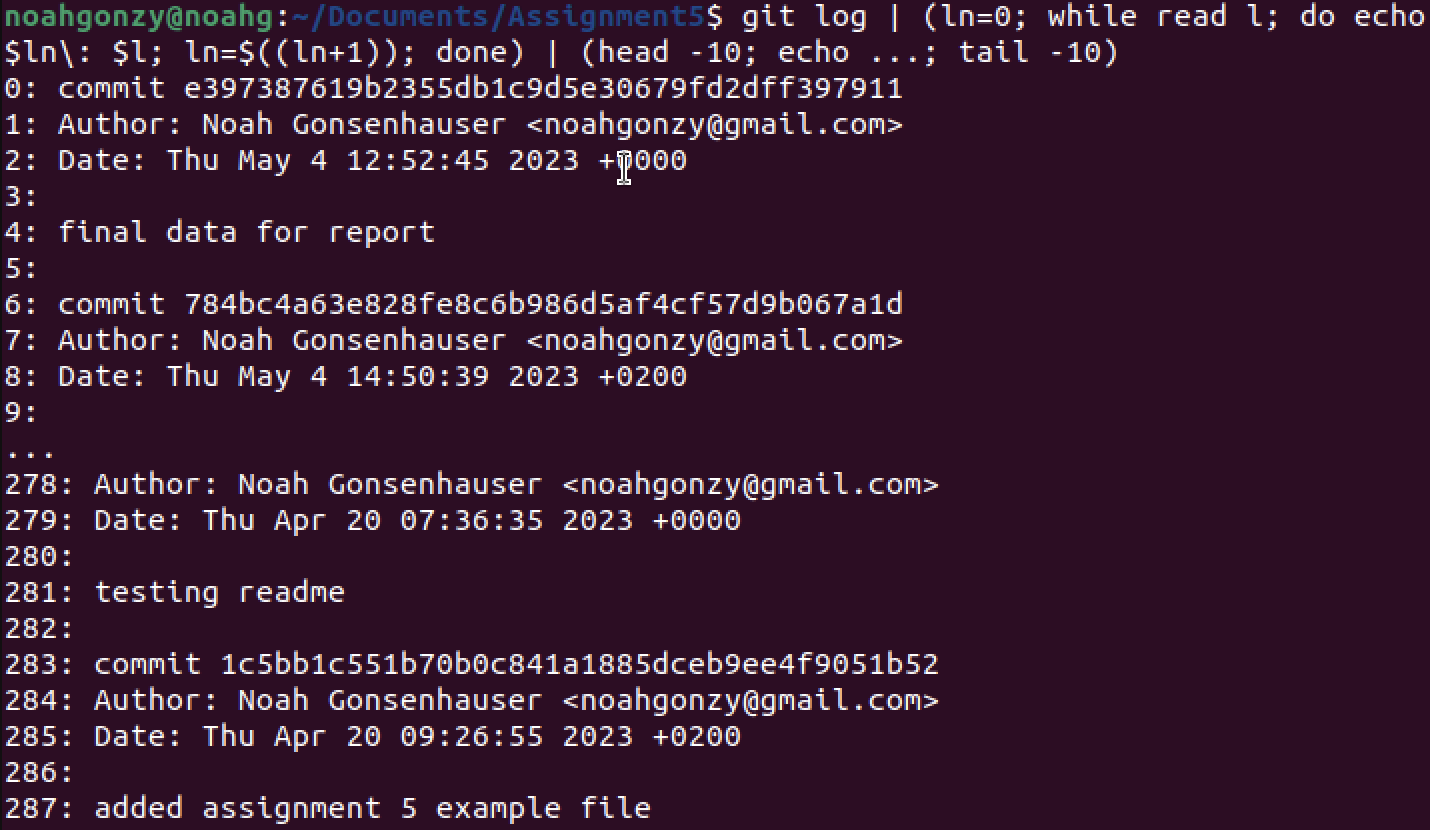 noahgonzy@noahg:~/Documents/Assignment5$ git log | (ln=0; while read l; do echo
$ln\: $l; ln=$((ln+1)); done) | (head -10; echo ...; tail -10)
0: commit e397387619b2355db1c9d5e30679fd2dff397911
1: Author: Noah Gonsenhauser <noahgonzy@gmail.com>
2: Date: Thu May 4 12:52:45 2023 +0000
3:
4: final data for report
5:
6: commit 784bc4a63e828fe8c6b986d5af4cf57d9b067a1d
7: Author: Noah Gonsenhauser <noahgonzy@gmail.com>
8: Date: Thu May 4 14:50:39 2023 +0200
9:
...
278: Author: Noah Gonsenhauser <noahgonzy@gmail.com>
279: Date: Thu Apr 20 07:36:35 2023 +0000
280:
281: testing readme
282:
283: commit 1c5bb1c551b70b0c841a1885dceb9ee4f9051b52
284: Author: Noah Gonsenhauser <noahgonzy@gmail.com>
285: Date: Thu Apr 20 09:26:55 2023 +0200
286:
287: added assignment 5 example file